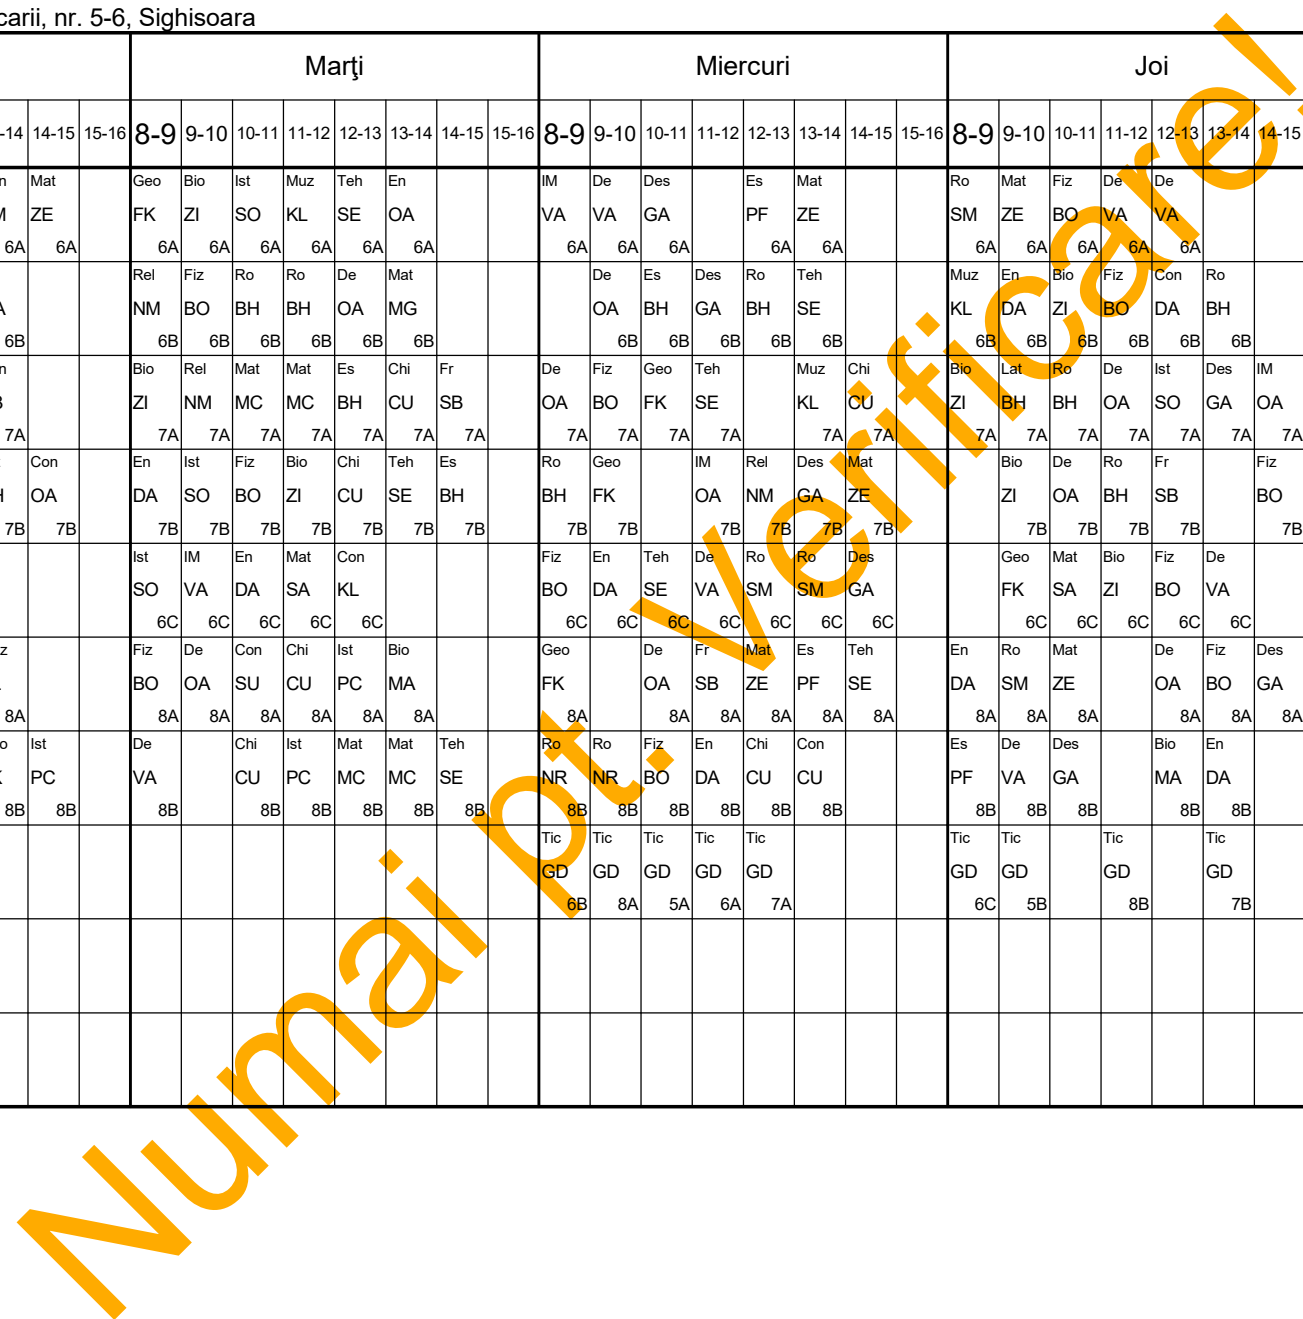 carii, nr. 5-6, Sighisoara
Marţi Miercuri Joi
-14 14-15 15-16 8-9 9-10 10-11 11-12 12-13 13-14 14-15 15-16 8-9 9-10 10-11 11-12 12-13 13-14 14-15 15-16 8-9 9-10 10-11 11-12 12-13 13-14 14-15
n Mat Geo Bio Ist Muz Teh En IM De Des Es Mat Ro Mat Fiz De De
ZE FK ZI SO KL SE OA VA VA GA PF ZE SM ZE BO VA VA
6A 6A 6A 6A 6A 6A 6A 6A 6A 6A 6A 6A 6A 6A 6A 6A 6A 6A
Rel Fiz Ro Ro De Mat De Es Des Ro Teh Muz En Bio Fiz Con Ro
NM BO BH BH OA MG OA BH GA BH SE KL DA ZI BO DA BH
6B 6B 6B 6B 6B 6B 6B 6B 6B 6B 6B 6B 6B 6B 6B 6B 6B 6B
n Bio Rel Mat Mat Es Chi Fr De Fiz Geo Teh Muz Chi Bio Lat Ro De Ist Des IM
ZI NM MC MC BH CU SB OA BO FK SE KL CU ZI BH BH OA SO GA OA
7A 7A 7A 7A 7A 7A 7A 7A 7A 7A 7A 7A 7A 7A 7A 7A 7A 7A 7A 7A 7A
Con En Ist Fiz Bio Chi Teh Es Ro Geo IM Rel Des Mat Bio De Ro Fr Fiz
OA DA SO BO ZI CU SE BH BH FK OA NM GA ZE ZI OA BH SB BO
7B 7B 7B 7B 7B 7B 7B 7B 7B 7B 7B 7B 7B 7B 7B 7B 7B 7B 7B 7B
Ist IM En Mat Con Fiz En Teh De Ro Ro Des Geo Mat Bio Fiz De
SO VA DA SA KL BO DA SE VA SM SM GA FK SA ZI BO VA
6C 6C 6C 6C 6C 6C 6C 6C 6C 6C 6C 6C 6C 6C 6C 6C 6C
z Fiz De Con Chi Ist Bio Geo De Fr Mat Es Teh En Ro Mat De Fiz Des
BO OA SU CU PC MA FK OA SB ZE PF SE DA SM ZE OA BO GA
8A 8A 8A 8A 8A 8A 8A 8A 8A 8A 8A 8A 8A 8A 8A 8A 8A 8A 8A
o Ist De Chi Ist Mat Mat Teh Ro Ro Fiz En Chi Con Es De Des Bio En
PC VA CU PC MC MC SE NR NR BO DA CU CU PF VA GA MA DA
8B 8B 8B 8B 8B 8B 8B 8B 8B 8B 8B 8B 8B 8B 8B 8B 8B 8B 8B
Tic Tic Tic Tic Tic Tic Tic Tic Tic
GD GD GD GD GD GD GD GD GD
6B 8A 5A 6A 7A 6C 5B 8B 7B
Numai pt. Verificare!